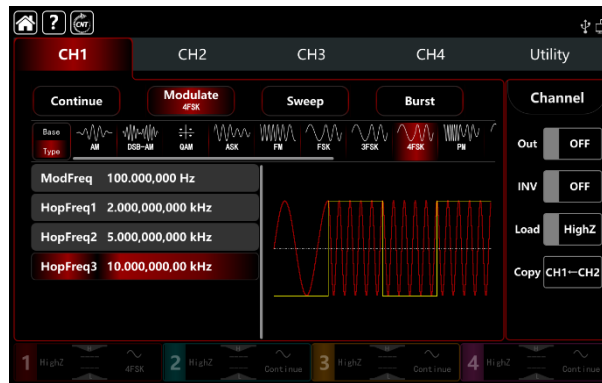 ? CNT
CH1 CH2 CH3 CH4 Utility
Continue Modulate Sweep Burst Channel
4FSK
Base
Type AM DSB-AM QAM ASK FM FSK 3FSK 4FSK PM
Out OFF
ModFreq 100.000,000 Hz
INV OFF
HopFreq1 2.000,000,000 kHz
HopFreq2 5.000,000,000 kHz
Load HighZ
HopFreq3 10.000,000,00 kHz
Copy CH1←CH2
1 HighZ 4FSK 2 HighZ Continue 3 HighZ Continue 4 HighZ Continue